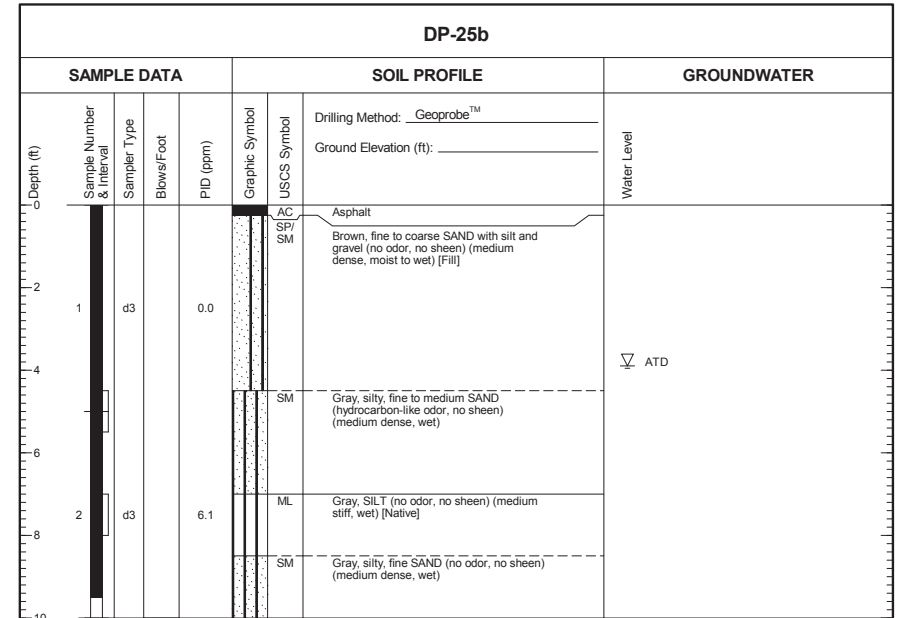 DP-25b
SAMPLE DATA
SOIL PROFILE
GROUNDWATER
Depth (ft)
Sample Number
& Interval
Sampler Type
Blows/Foot
PID (ppm)
Graphic Symbol
USCS Symbol
Drilling Method: Geoprobe™
Ground Elevation (ft):
Water Level
0
AC
Asphalt
SP/
SM
Brown, fine to coarse SAND with silt and
gravel (no odor, no sheen) (medium
dense, moist to wet) [Fill]
2
1
d3
0.0
ATD
4
SM
Gray, silty, fine to medium SAND
(hydrocarbon-like odor, no sheen)
(medium dense, wet)
6
ML
Gray, SILT (no odor, no sheen) (medium
stiff, wet) [Native]
2
d3
6.1
8
SM
Gray, silty, fine SAND (no odor, no sheen)
(medium dense, wet)
10